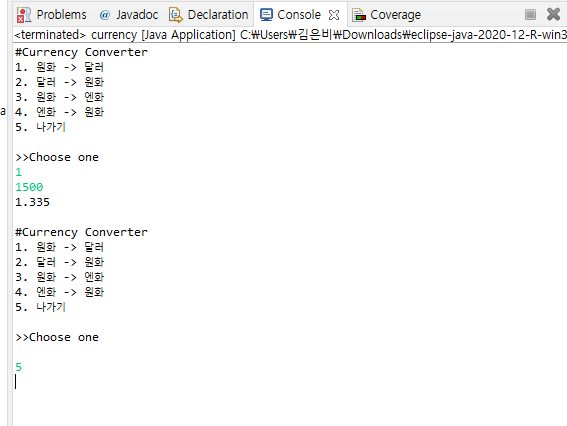 Problems @ Javadoc Declaration Console Coverage
<terminated> currency [Java Application] C:₩Users₩김은비₩Downloads₩eclipse-java-2020-12-R-win3
#Currency Converter
1. 원화 -> 달러
2. 달러 -> 원화
3. 원화 -> 엔화
4. 엔화 -> 원화
5. 나가기
>>Choose one
1
1500
1.335
#Currency Converter
1. 원화 -> 달러
2. 달러 -> 원화
3. 원화 -> 엔화
4. 엔화 -> 원화
5. 나가기
>>Choose one
5
a